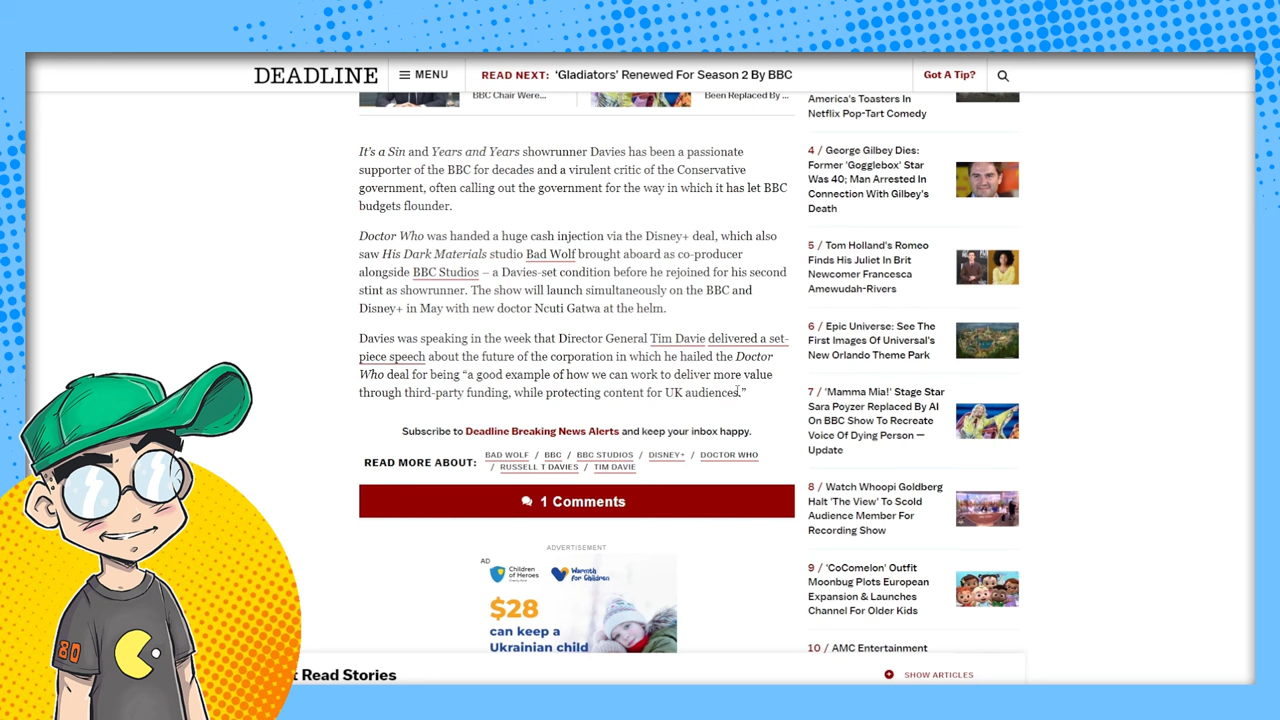 DEADLINE
MENU
READ NEXT: 'Gladiators' Renewed For Season 2 By BBC
Got A Tip?
BBC Chair Were...
Been Replaced By ...
It's a Sin and Years and Years showrunner Davies has been a passionate
supporter of the BBC for decades and a virulent critic of the Conservative
government, often calling out the government for the way in which it has let BBC
budgets flounder.
Doctor Who was handed a huge cash injection via the Disney+ deal, which also
saw His Dark Materials studio Bad Wolf brought aboard as co-producer
alongside BBC Studios – a Davies-set condition before he rejoined for his second
stint as showrunner. The show will launch simultaneously on the BBC and
Disney+ in May with new doctor Ncuti Gatwa at the helm.
Davies was speaking in the week that Director General Tim Davie delivered a set-
piece speech about the future of the corporation in which he hailed the Doctor
Who deal for being “a good example of how we can work to deliver more value
through third-party funding, while protecting content for UK audiences.”
Subscribe to Deadline Breaking News Alerts and keep your inbox happy.
READ MORE ABOUT:
BAD WOLF / BBC / BBC STUDIOS / DISNEY+ / DOCTOR WHO
/ RUSSELL T DAVIES / TIM DAVIE
1 Comments
ADVERTISEMENT
AD
Children
of Heroes
Warmth
for Children
$28
can keep a
Ukrainian child
t Read Stories
SHOW ARTICLES
America's Toasters In
Netflix Pop-Tart Comedy
4 / George Gilbey Dies:
Former 'Gogglebox' Star
Was 40; Man Arrested In
Connection With Gilbey's
Death
5 / Tom Holland's Romeo
Finds His Juliet In Brit
Newcomer Francesca
Amewudah-Rivers
6 / Epic Universe: See The
First Images Of Universal's
New Orlando Theme Park
7 / 'Mamma Mia!' Stage Star
Sara Poyzer Replaced By AI
On BBC Show To Recreate
Voice Of Dying Person —
Update
8 / Watch Whoopi Goldberg
Halt 'The View' To Scold
Audience Member For
Recording Show
9 / 'CoComelon' Outfit
Moonbug Plots European
Expansion & Launches
Channel For Older Kids
10 / AMC Entertainment
80